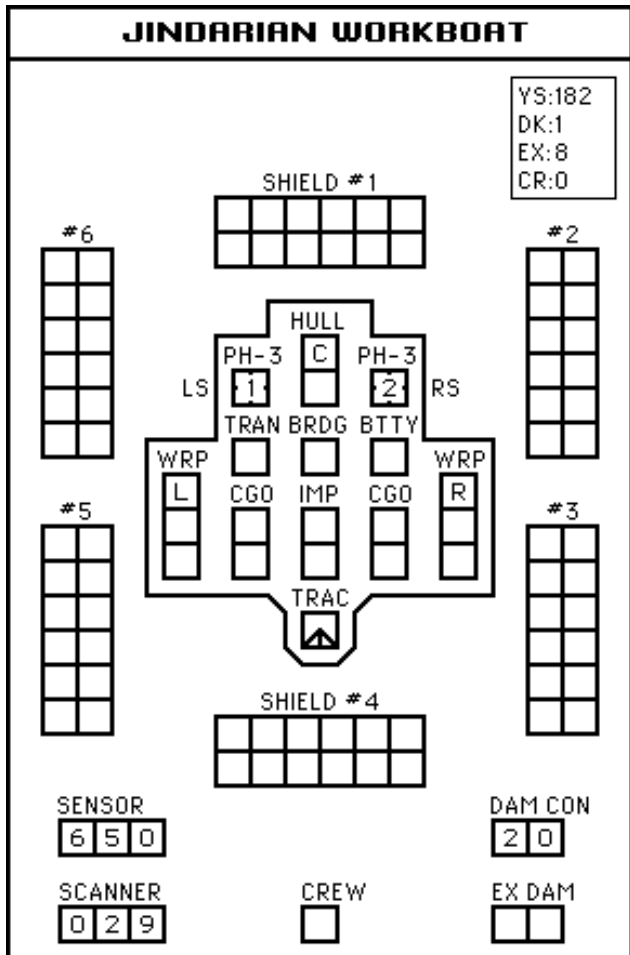 JINDARIAN WORKBOAT
YS:182
DK:1
EX:8
CR:0
SHIELD #1
#6
#2
HULL
PH-3 C PH-3
LS 1 2 RS
TRAN BRDG BTTY
WRP WRP
L CGO IMP CGO R
#5
#3
TRAC
SHIELD #4
SENSOR DAM CON
6 5 0 2 0
SCANNER CREW EX DAM
0 2 9